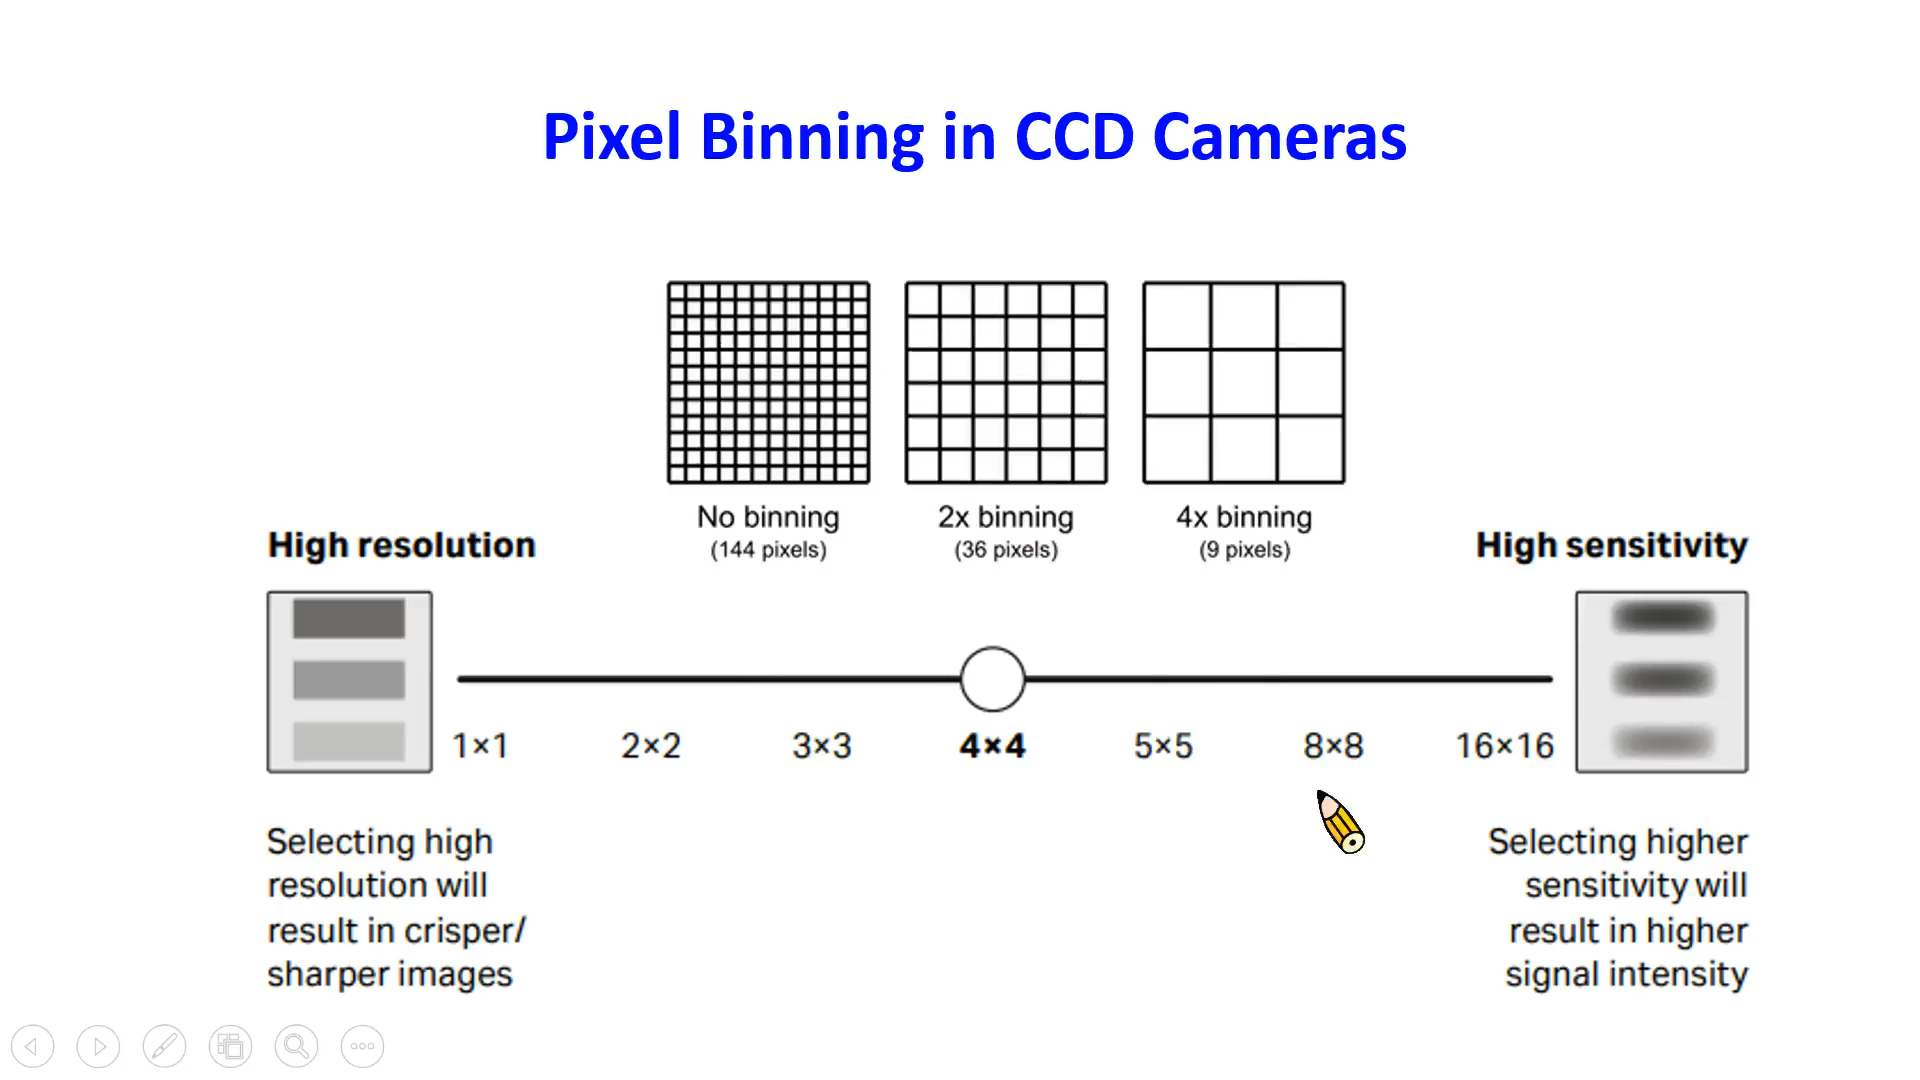 Pixel Binning in CCD Cameras
No binning
(144 pixels)
2x binning
(36 pixels)
4x binning
(9 pixels)
High resolution
High sensitivity
1×1
2×2
3×3
4×4
5×5
8×8
16×16
Selecting high
resolution will
result in crisper/
sharper images
Selecting higher
sensitivity will
result in higher
signal intensity